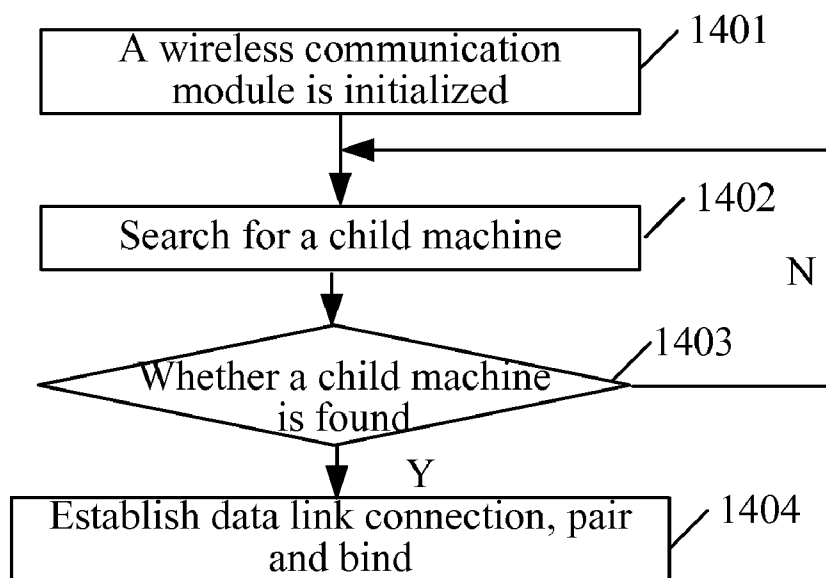 1401
A wireless communication
module is initialized
1402
Search for a child machine
N
1403
Whether a child machine
is found
Y
1404
Establish data link connection, pair
and bind